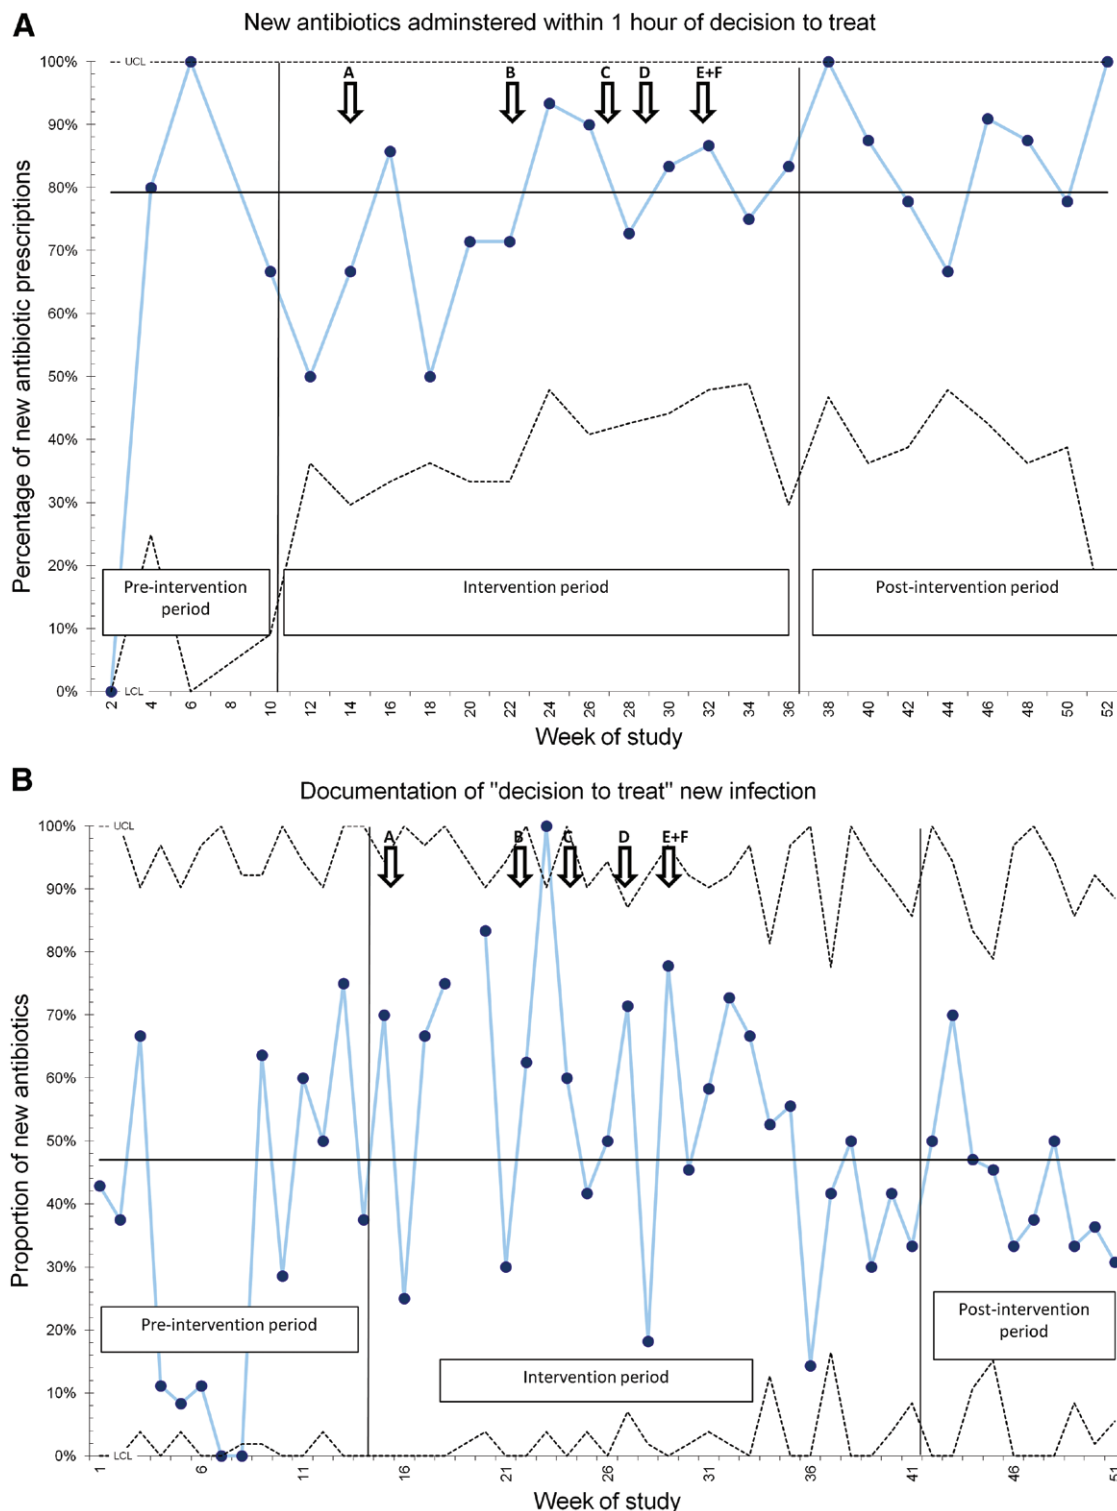 A
New antibiotics adminstered within 1 hour of decision to treat
Percentage of new antibiotic prescriptions
100%
90%
80%
70%
60%
50%
40%
30%
20%
10%
0%
UCL
LCL
A B C D E+F
Pre-intervention
period
Intervention period
Post-intervention period
2 4 6 8 10 12 14 16 18 20 22 24 26 28 30 32 34 36 38 40 42 44 46 48 50 52
Week of study
B
Documentation of "decision to treat" new infection
Proportion of new antibiotics
100%
90%
80%
70%
60%
50%
40%
30%
20%
10%
0%
UCL
LCL
A B C D E+F
Pre-intervention period
Intervention period
Post-intervention
period
1 6 11 16 21 26 31 36 41 46 51
Week of study